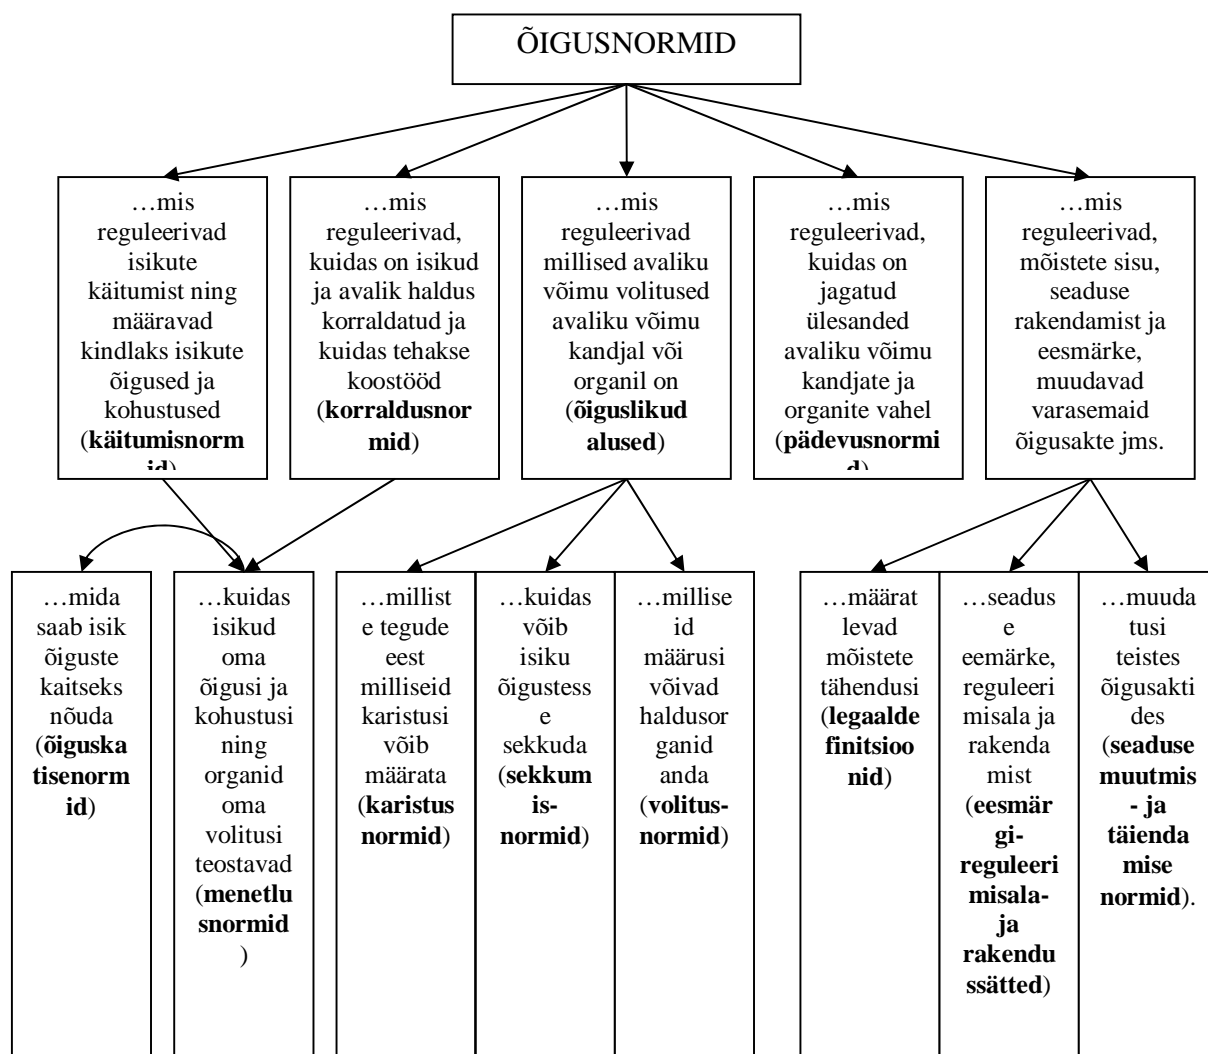 ÕIGUSNORMID
…mis
reguleerivad
isikute
käitumist ning
määravad
kindlaks isikute
õigused ja
kohustused
(käitumisnorm
id)
…mis
reguleerivad,
kuidas on isikud
ja avalik haldus
korraldatud ja
kuidas tehakse
koostööd
(korraldusnor
mid)
…mis
reguleerivad
millised avaliku
võimu volitused
avaliku võimu
kandjal või
organil on
(õiguslikud
alused)
…mis
reguleerivad,
kuidas on
jagatud
ülesanded
avaliku võimu
kandjate ja
organite vahel
(pädevusnormi
d)
…mis
reguleerivad,
mõistete sisu,
seaduse
rakendamist ja
eesmärke,
muudavad
varasemaid
õigusakte jms.
…mida
saab isik
õiguste
kaitseks
nõuda
(õiguska
tisenorm
id)
…kuidas
isikud
oma
õigusi ja
kohustusi
ning
organid
oma
volitusi
teostavad
(menetlu
snormid
)
…millist
e tegude
eest
milliseid
karistusi
võib
määrata
(karistus
normid)
…kuidas
võib
isiku
õigustess
e
sekkuda
(sekkum
is-
normid)
…millise
id
määrusi
võivad
haldusor
ganid
anda
(volitus-
normid)
…määrat
levad
mõistete
tähendusi
(legaalde
finitsioo
nid)
…seadus
e
eemärke,
reguleeri
misala ja
rakenda
mist
(eesmär
gi-
reguleeri
misala-
ja
rakendu
ssätted)
…muuda
tusi
teistes
õigusakti
des
(seaduse
muutmis
- ja
täienda
mise
normid).